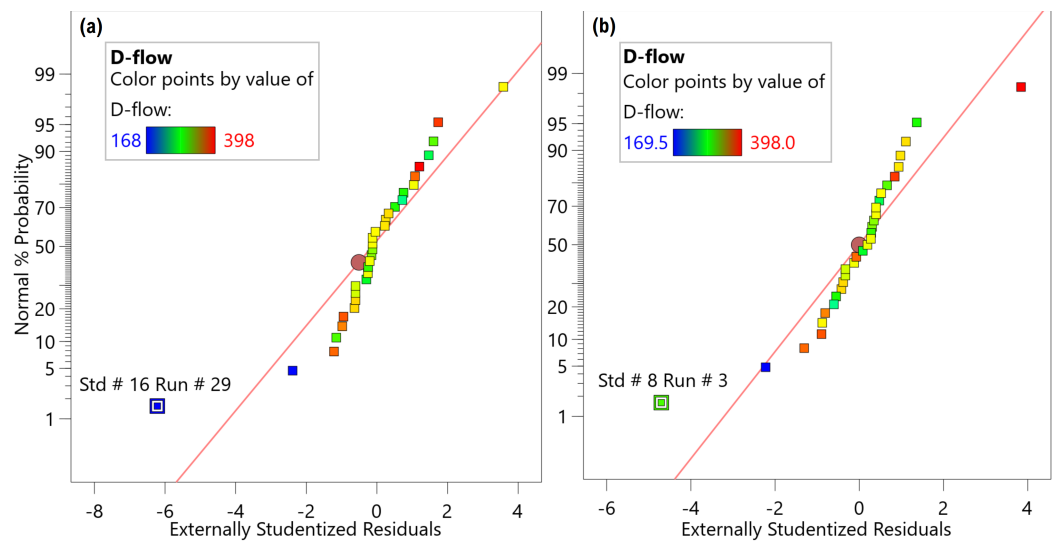 (a)
D-flow
Color points by value of
D-flow:
168 398
99
95
90
70
50
20
10
5
1
Normal % Probability
Std # 16 Run # 29
-8 -6 -4 -2 0 2 4
Externally Studentized Residuals
(b)
D-flow
Color points by value of
D-flow:
169.5 398.0
99
95
90
70
50
20
10
5
1
Std # 8 Run # 3
-6 -4 -2 0 2 4
Externally Studentized Residuals